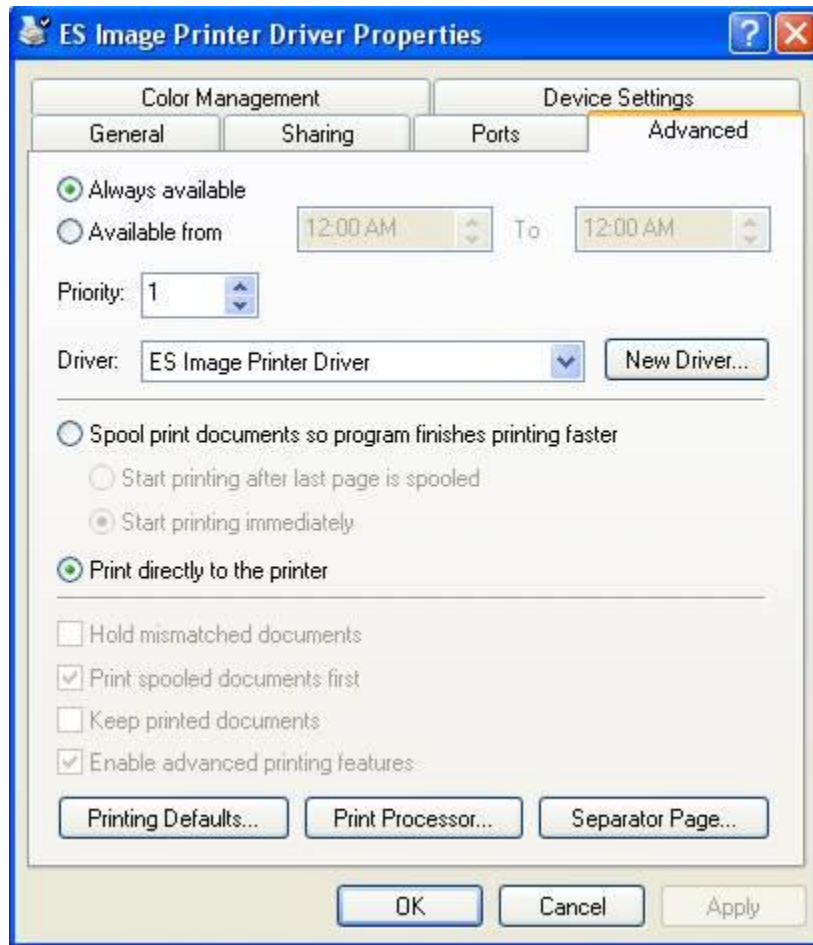 ES Image Printer Driver Properties
Color Management Device Settings
General Sharing Ports Advanced
Always available
Available from 12:00 AM To 12:00 AM
Priority: 1
Driver: ES Image Printer Driver New Driver...
Spool print documents so program finishes printing faster
Start printing after last page is spooled
Start printing immediately
Print directly to the printer
Hold mismatched documents
Print spooled documents first
Keep printed documents
Enable advanced printing features
Printing Defaults... Print Processor... Separator Page...
OK Cancel Apply